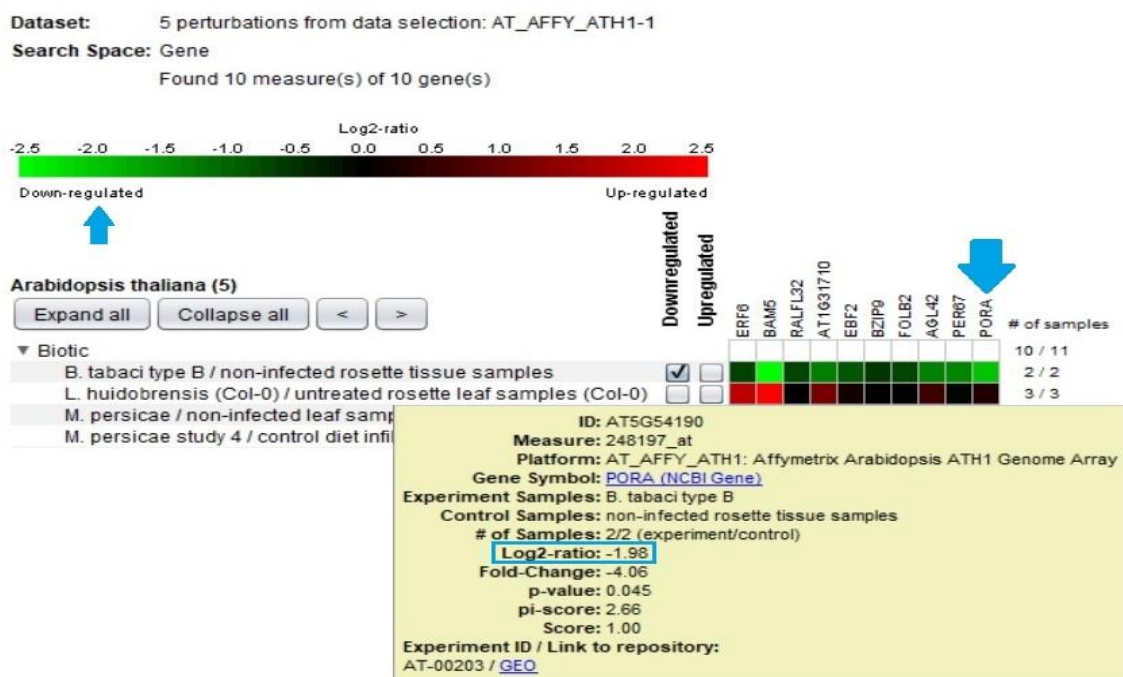 Dataset: 5 perturbations from data selection: AT_AFFY_ATH1-1
Search Space: Gene
Found 10 measure(s) of 10 gene(s)
Log2-ratio
-2.5 -2.0 -1.5 -1.0 -0.5 0.0 0.5 1.0 1.5 2.0 2.5
Down-regulated Up-regulated
Downregulated
Upregulated
ERF6
BAM5
RALFL32
AT1G31710
EBF2
BZIP9
FOLB2
AGL42
PER67
PORA
# of samples
Arabidopsis thaliana (5)
Expand all Collapse all < >
▼ Biotic 10 / 11
B. tabaci type B / non-infected rosette tissue samples 2 / 2
L. huidobrensis (Col-0) / untreated rosette leaf samples (Col-0) 3 / 3
M. persicae / non-infected leaf samp
M. persicae study 4 / control diet infil
ID: AT5G54190
Measure: 248197_at
Platform: AT_AFFY_ATH1: Affymetrix Arabidopsis ATH1 Genome Array
Gene Symbol: PORA (NCBI Gene)
Experiment Samples: B. tabaci type B
Control Samples: non-infected rosette tissue samples
# of Samples: 2/2 (experiment/control)
Log2-ratio: -1.98
Fold-Change: -4.06
p-value: 0.045
pi-score: 2.66
Score: 1.00
Experiment ID / Link to repository:
AT-00203 / GEO